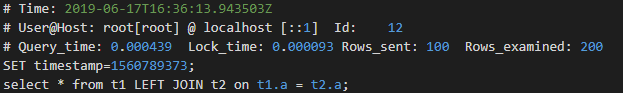 # Time: 2019-06-17T16:36:13.943503Z
# User@Host: root[root] @ localhost [::1]  Id:    12
# Query_time: 0.000439  Lock_time: 0.000093 Rows_sent: 100  Rows_examined: 200
SET timestamp=1560789373;
select * from t1 LEFT JOIN t2 on t1.a = t2.a;